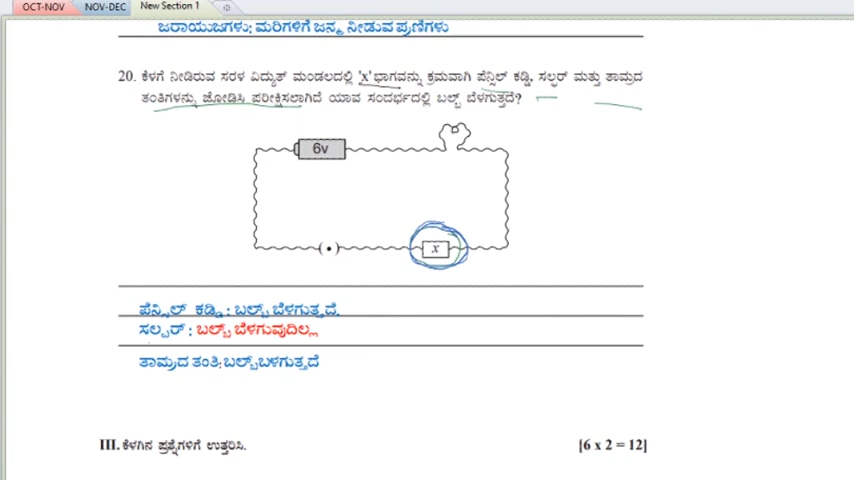 OCT-NOV NOV-DEC New Section 1
ಜರಾಯುಜಗಳು: ಮರಿಗಳಿಗೆ ಜನ್ಮ ನೀಡುವ ಪ್ರಾಣಿಗಳು
20. ಕೆಳಗೆ ನೀಡಿರುವ ಸರಳ ವಿದ್ಯುತ್ ಮಂಡಲದಲ್ಲಿ 'x'ಭಾಗವನ್ನು ಕ್ರಮವಾಗಿ ಪೆನ್ಸಿಲ್ ಕಡ್ಡಿ, ಸಲ್ಫರ್ ಮತ್ತು ತಾಮ್ರದ
ತಂತಿಗಳನ್ನು ಜೋಡಿಸಿ ಪರೀಕ್ಷಿಸಲಾಗಿದೆ ಯಾವ ಸಂದರ್ಭದಲ್ಲಿ ಬಲ್ಬ್ ಬೆಳಗುತ್ತದೆ?
6v
x
ಪೆನ್ಸಿಲ್ ಕಡ್ಡಿ : ಬಲ್ಬ್ ಬೆಳಗುತ್ತದೆ.
ಸಲ್ಫರ್ : ಬಲ್ಬ್ ಬೆಳಗುವುದಿಲ್ಲ
ತಾಮ್ರದ ತಂತಿ: ಬಲ್ಬ್ ಬಳಗುತ್ತದೆ
III. ಕೆಳಗಿನ ಪ್ರಶ್ನೆಗಳಿಗೆ ಉತ್ತರಿಸಿ. [6 x 2 = 12]